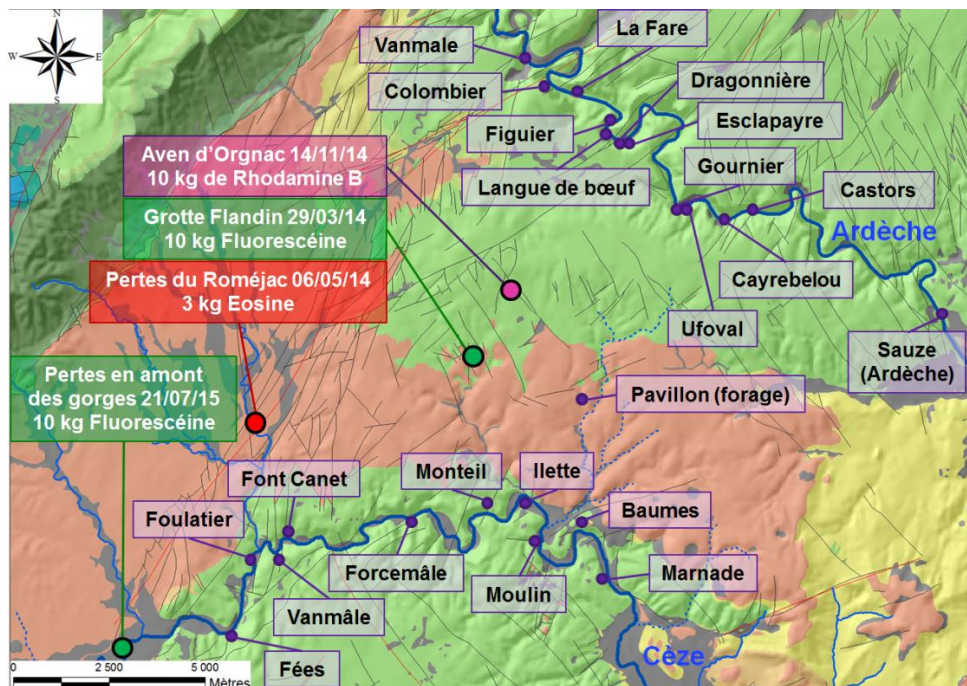 N
W
E
S
Vanmale
La Fare
Colombier
Dragonnière
Figuier
Esclapayre
Aven d'Orgnac 14/11/14
10 kg de Rhodamine B
Langue de bœuf
Gournier
Castors
Grotte Flandin 29/03/14
10 kg Fluorescéine
Ardèche
Cayrebelou
Pertes du Roméjac 06/05/14
3 kg Eosine
Ufoval
Sauze
(Ardèche)
Pertes en amont
des gorges 21/07/15
10 kg Fluorescéine
Pavillon (forage)
Font Canet
Monteil
Ilette
Foulatier
Baumes
Forcemâle
Moulin
Marnade
Vanmâle
Fées
Cèze
0 2 500 5 000
Mètres